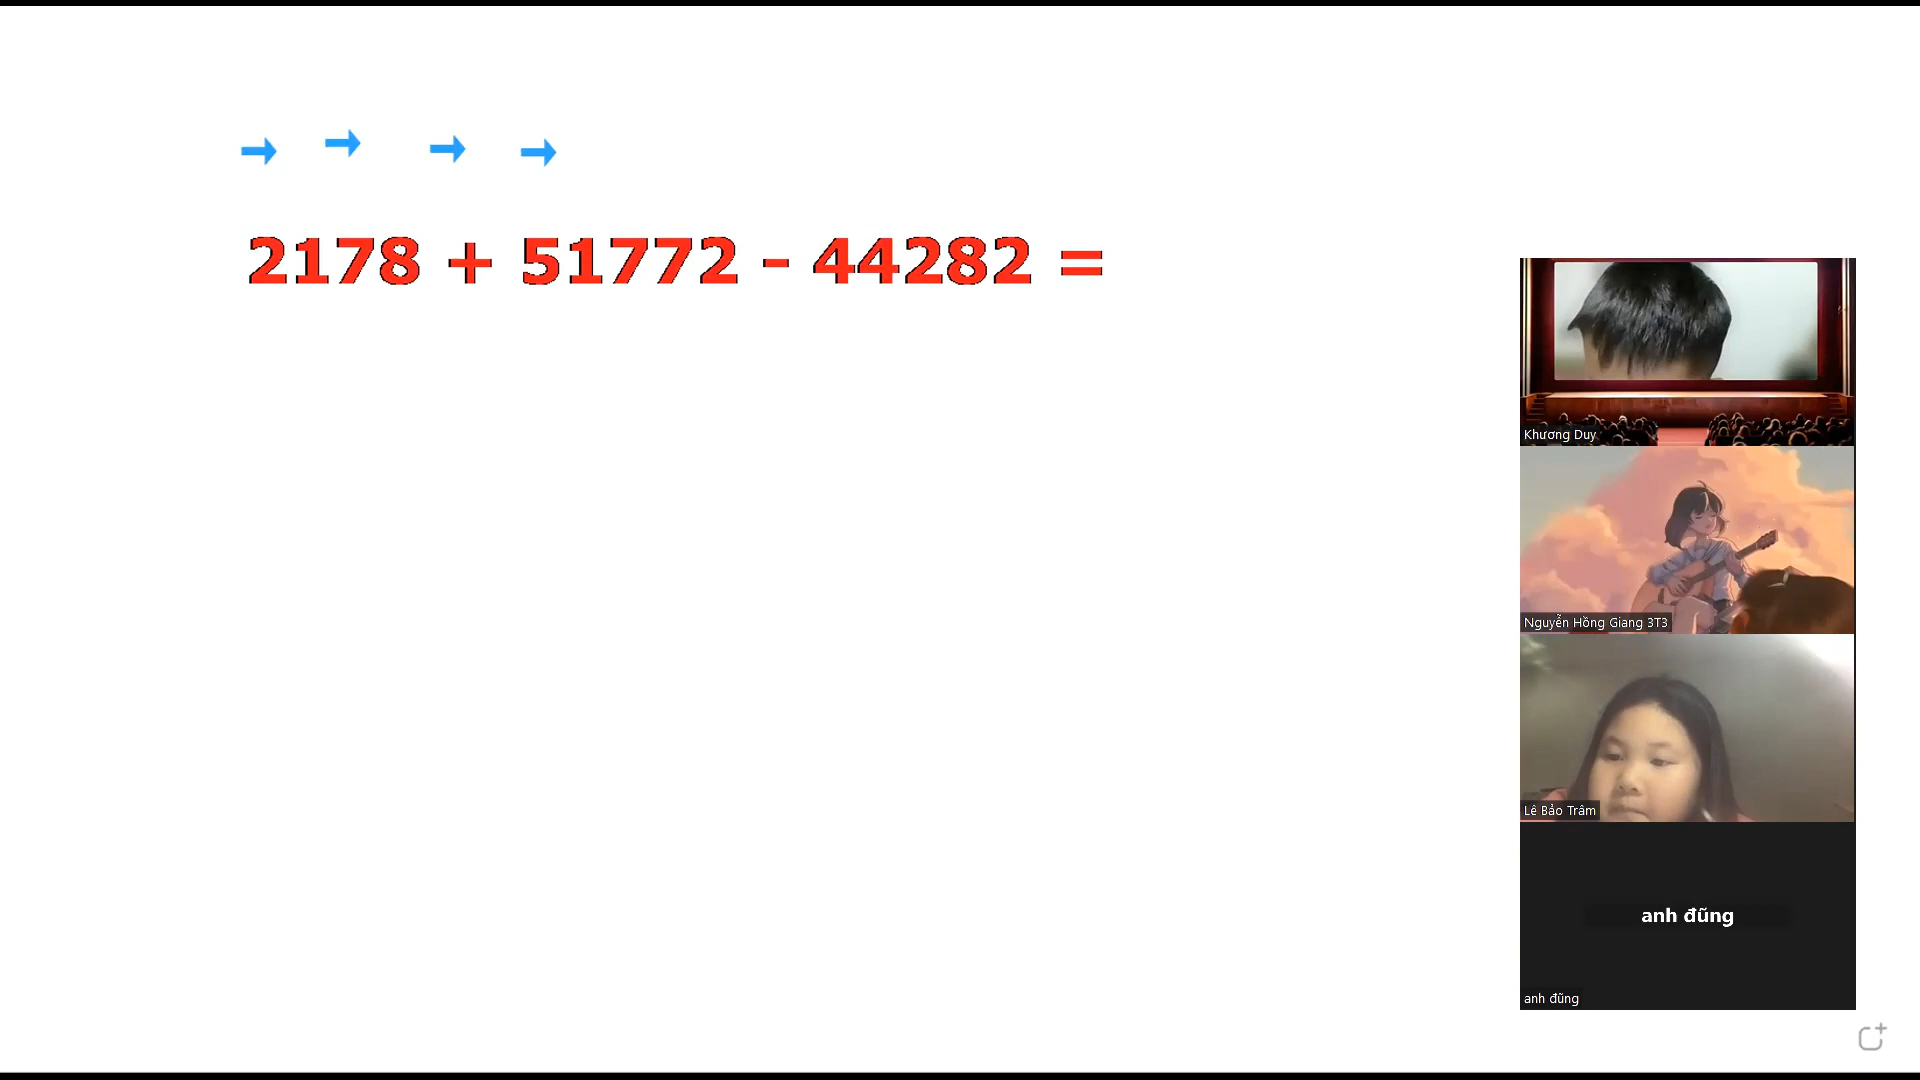 2178 + 51772 - 44282 =
Khương Duy
Nguyễn Hồng Giang 3T3
Lê Bảo Trâm
anh đũng
anh đũng